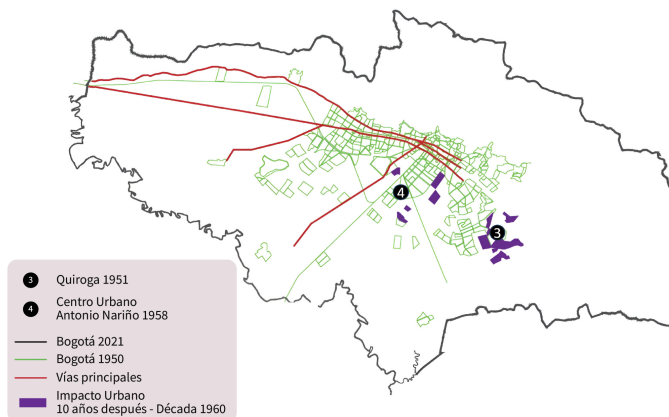 4
3
3 Quiroga 1951
4 Centro Urbano
Antonio Nariño 1958
Bogotá 2021
Bogotá 1950
Vías principales
Impacto Urbano
10 años después - Década 1960